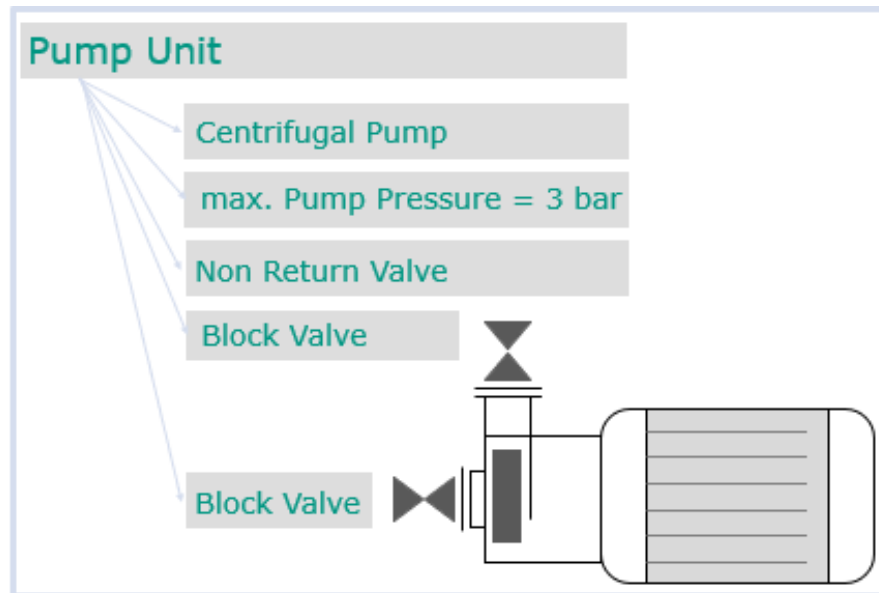 Pump Unit
Centrifugal Pump
max. Pump Pressure = 3 bar
Non Return Valve
Block Valve
Block Valve